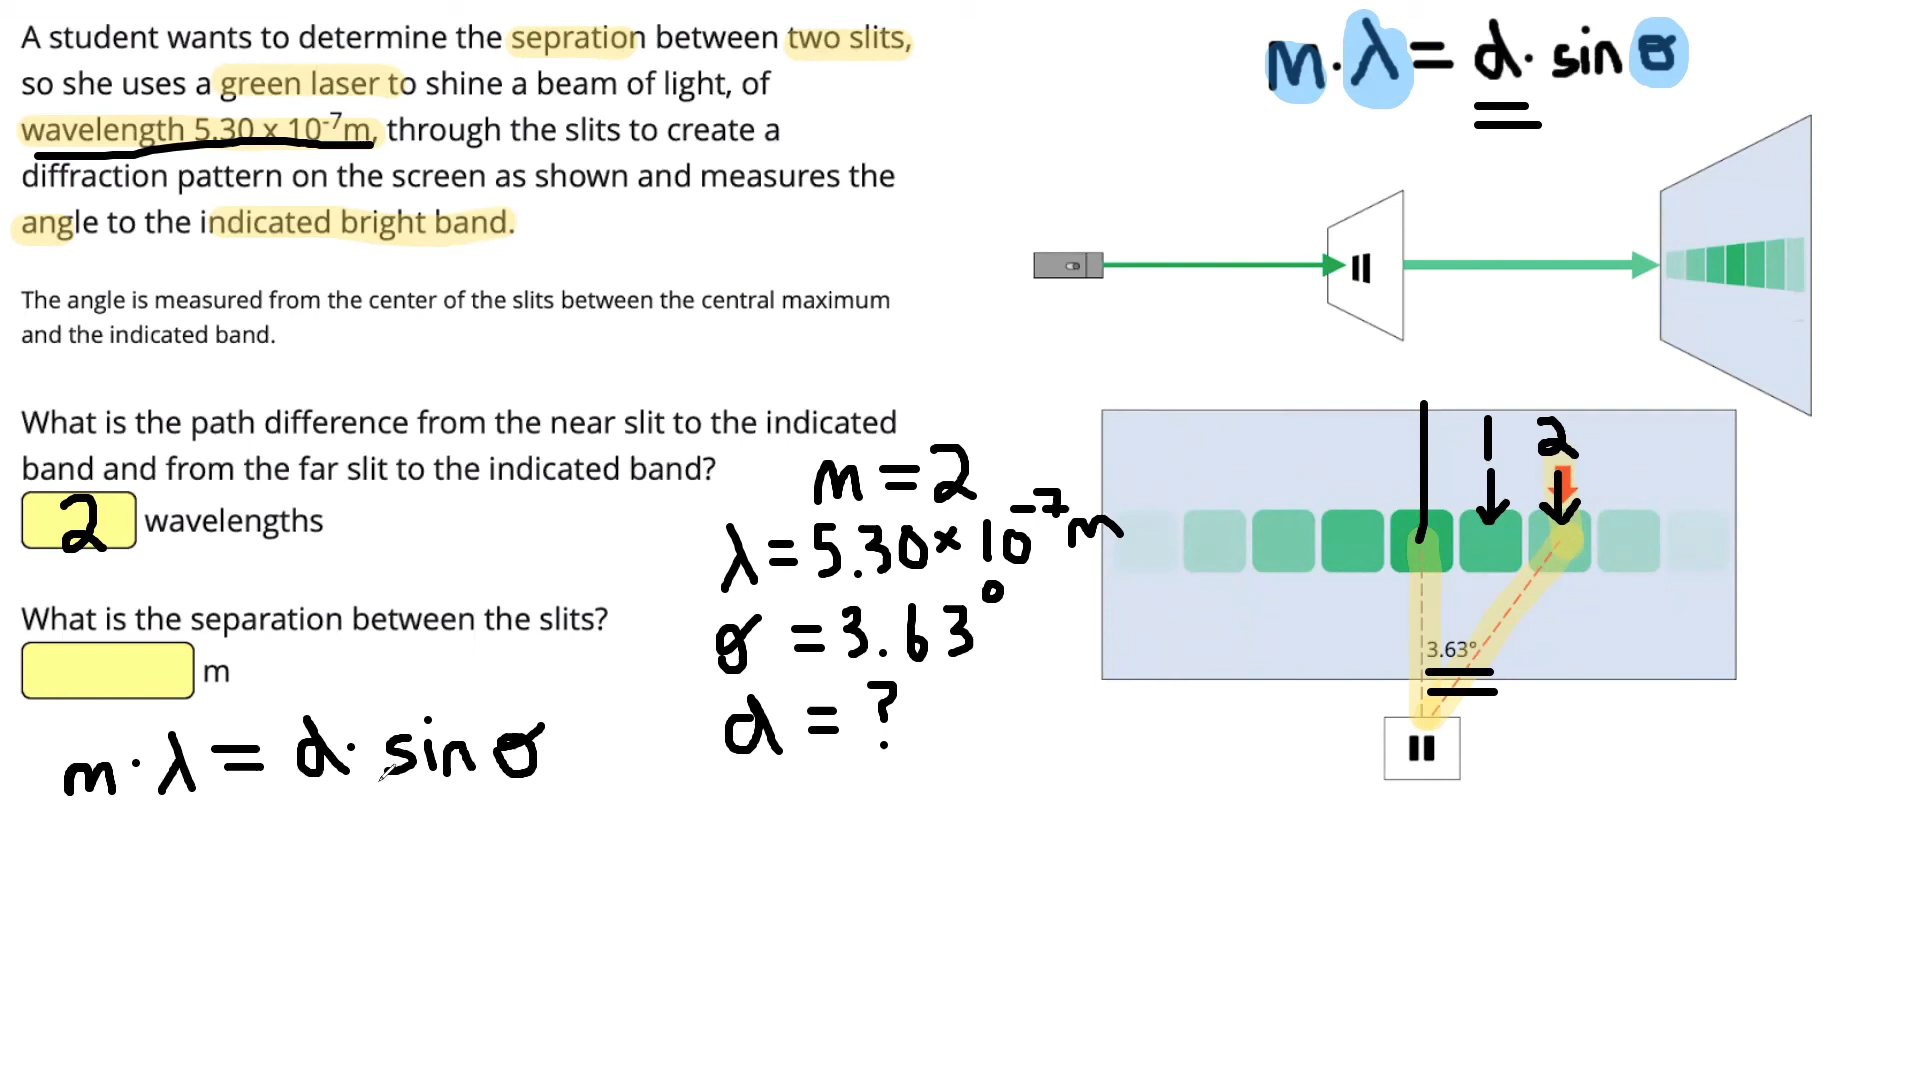 A student wants to determine the sepration between two slits,
so she uses a green laser to shine a beam of light, of
wavelength 5.30 x 10⁻⁷m, through the slits to create a
diffraction pattern on the screen as shown and measures the
angle to the indicated bright band.
The angle is measured from the center of the slits between the central maximum
and the indicated band.
What is the path difference from the near slit to the indicated
band and from the far slit to the indicated band?
2 wavelengths
What is the separation between the slits?
m
m · λ = d · sin θ
m = 2
λ = 5.30 × 10⁻⁷ m
θ = 3.63°
d = ?
m · λ = d · sin θ
1 2
3.63°